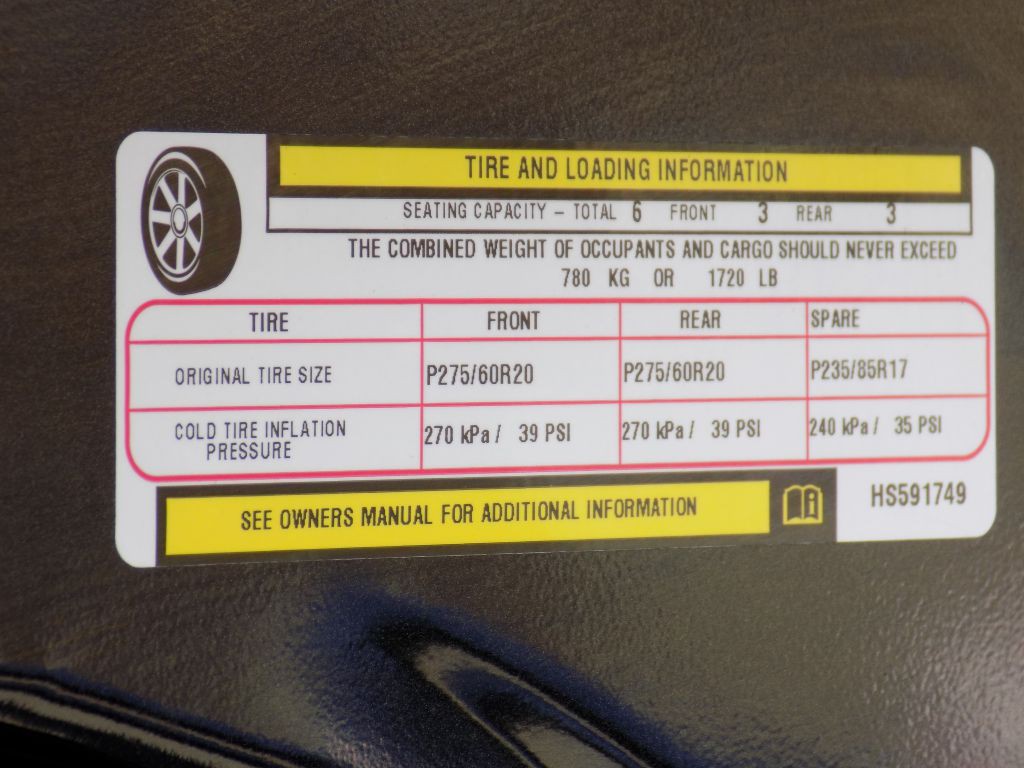 TIRE AND LOADING INFORMATION
SEATING CAPACITY – TOTAL 6 FRONT 3 REAR 3
THE COMBINED WEIGHT OF OCCUPANTS AND CARGO SHOULD NEVER EXCEED
780 KG OR 1720 LB
TIRE FRONT REAR SPARE
ORIGINAL TIRE SIZE P275/60R20 P275/60R20 P235/85R17
COLD TIRE INFLATION
PRESSURE 270 kPa / 39 PSI 270 kPa / 39 PSI 240 kPa / 35 PSI
SEE OWNERS MANUAL FOR ADDITIONAL INFORMATION
HS591749